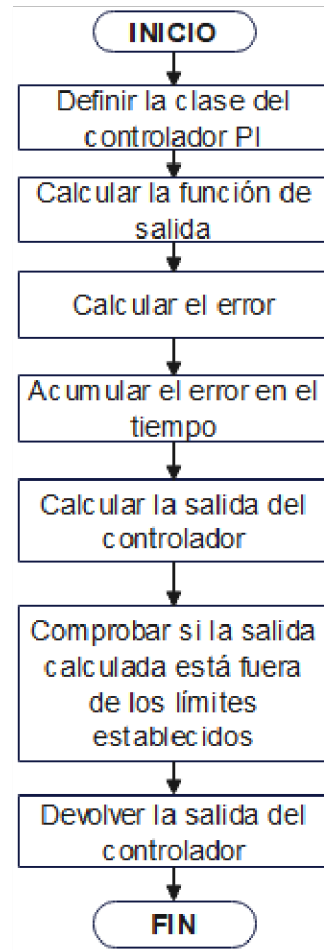 INICIO
Definir la clase del
controlador PI
Calcular la función de
salida
Calcular el error
Acumular el error en el
tiempo
Calcular la salida del
controlador
Comprobar si la salida
calculada está fuera
de los límites
establecidos
Devolver la salida del
controlador
FIN